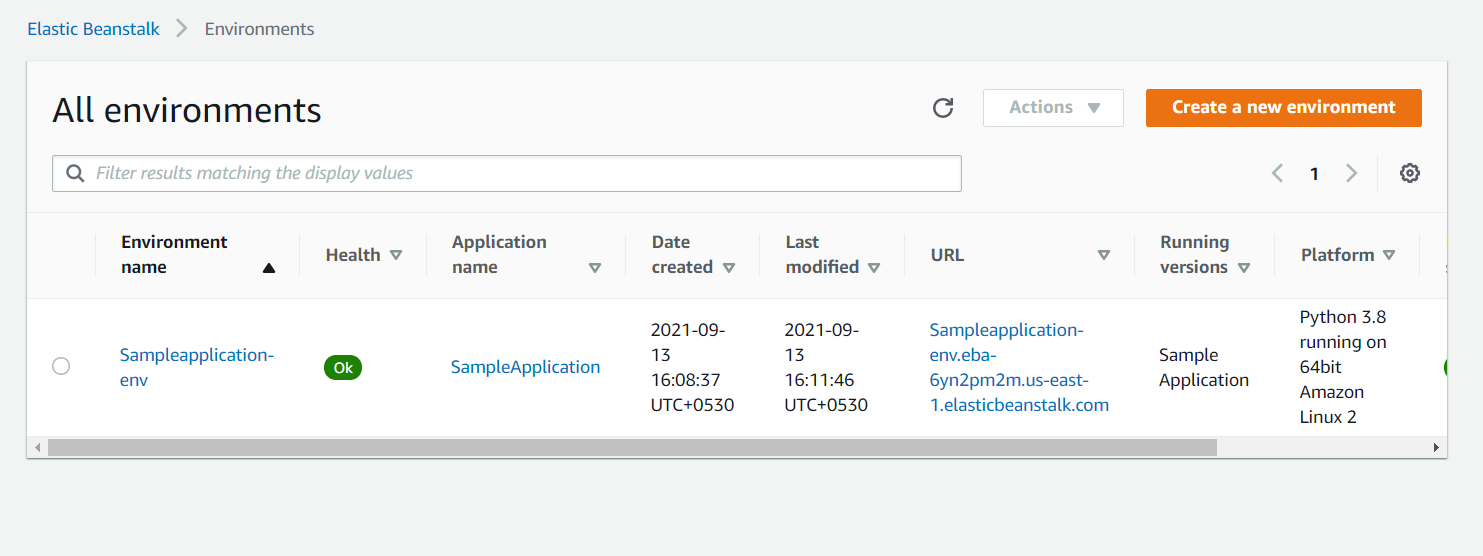 Elastic Beanstalk > Environments
All environments
Actions
Create a new environment
Filter results matching the display values
1
Environment name
Health
Application name
Date created
Last modified
URL
Running versions
Platform
Sampleapplication-
env
Ok
SampleApplication
2021-09-
13
16:08:37
UTC+0530
2021-09-
13
16:11:46
UTC+0530
Sampleapplication-
env.eba-
6yn2pm2m.us-east-
1.elasticbeanstalk.com
Sample
Application
Python 3.8
running on
64bit
Amazon
Linux 2